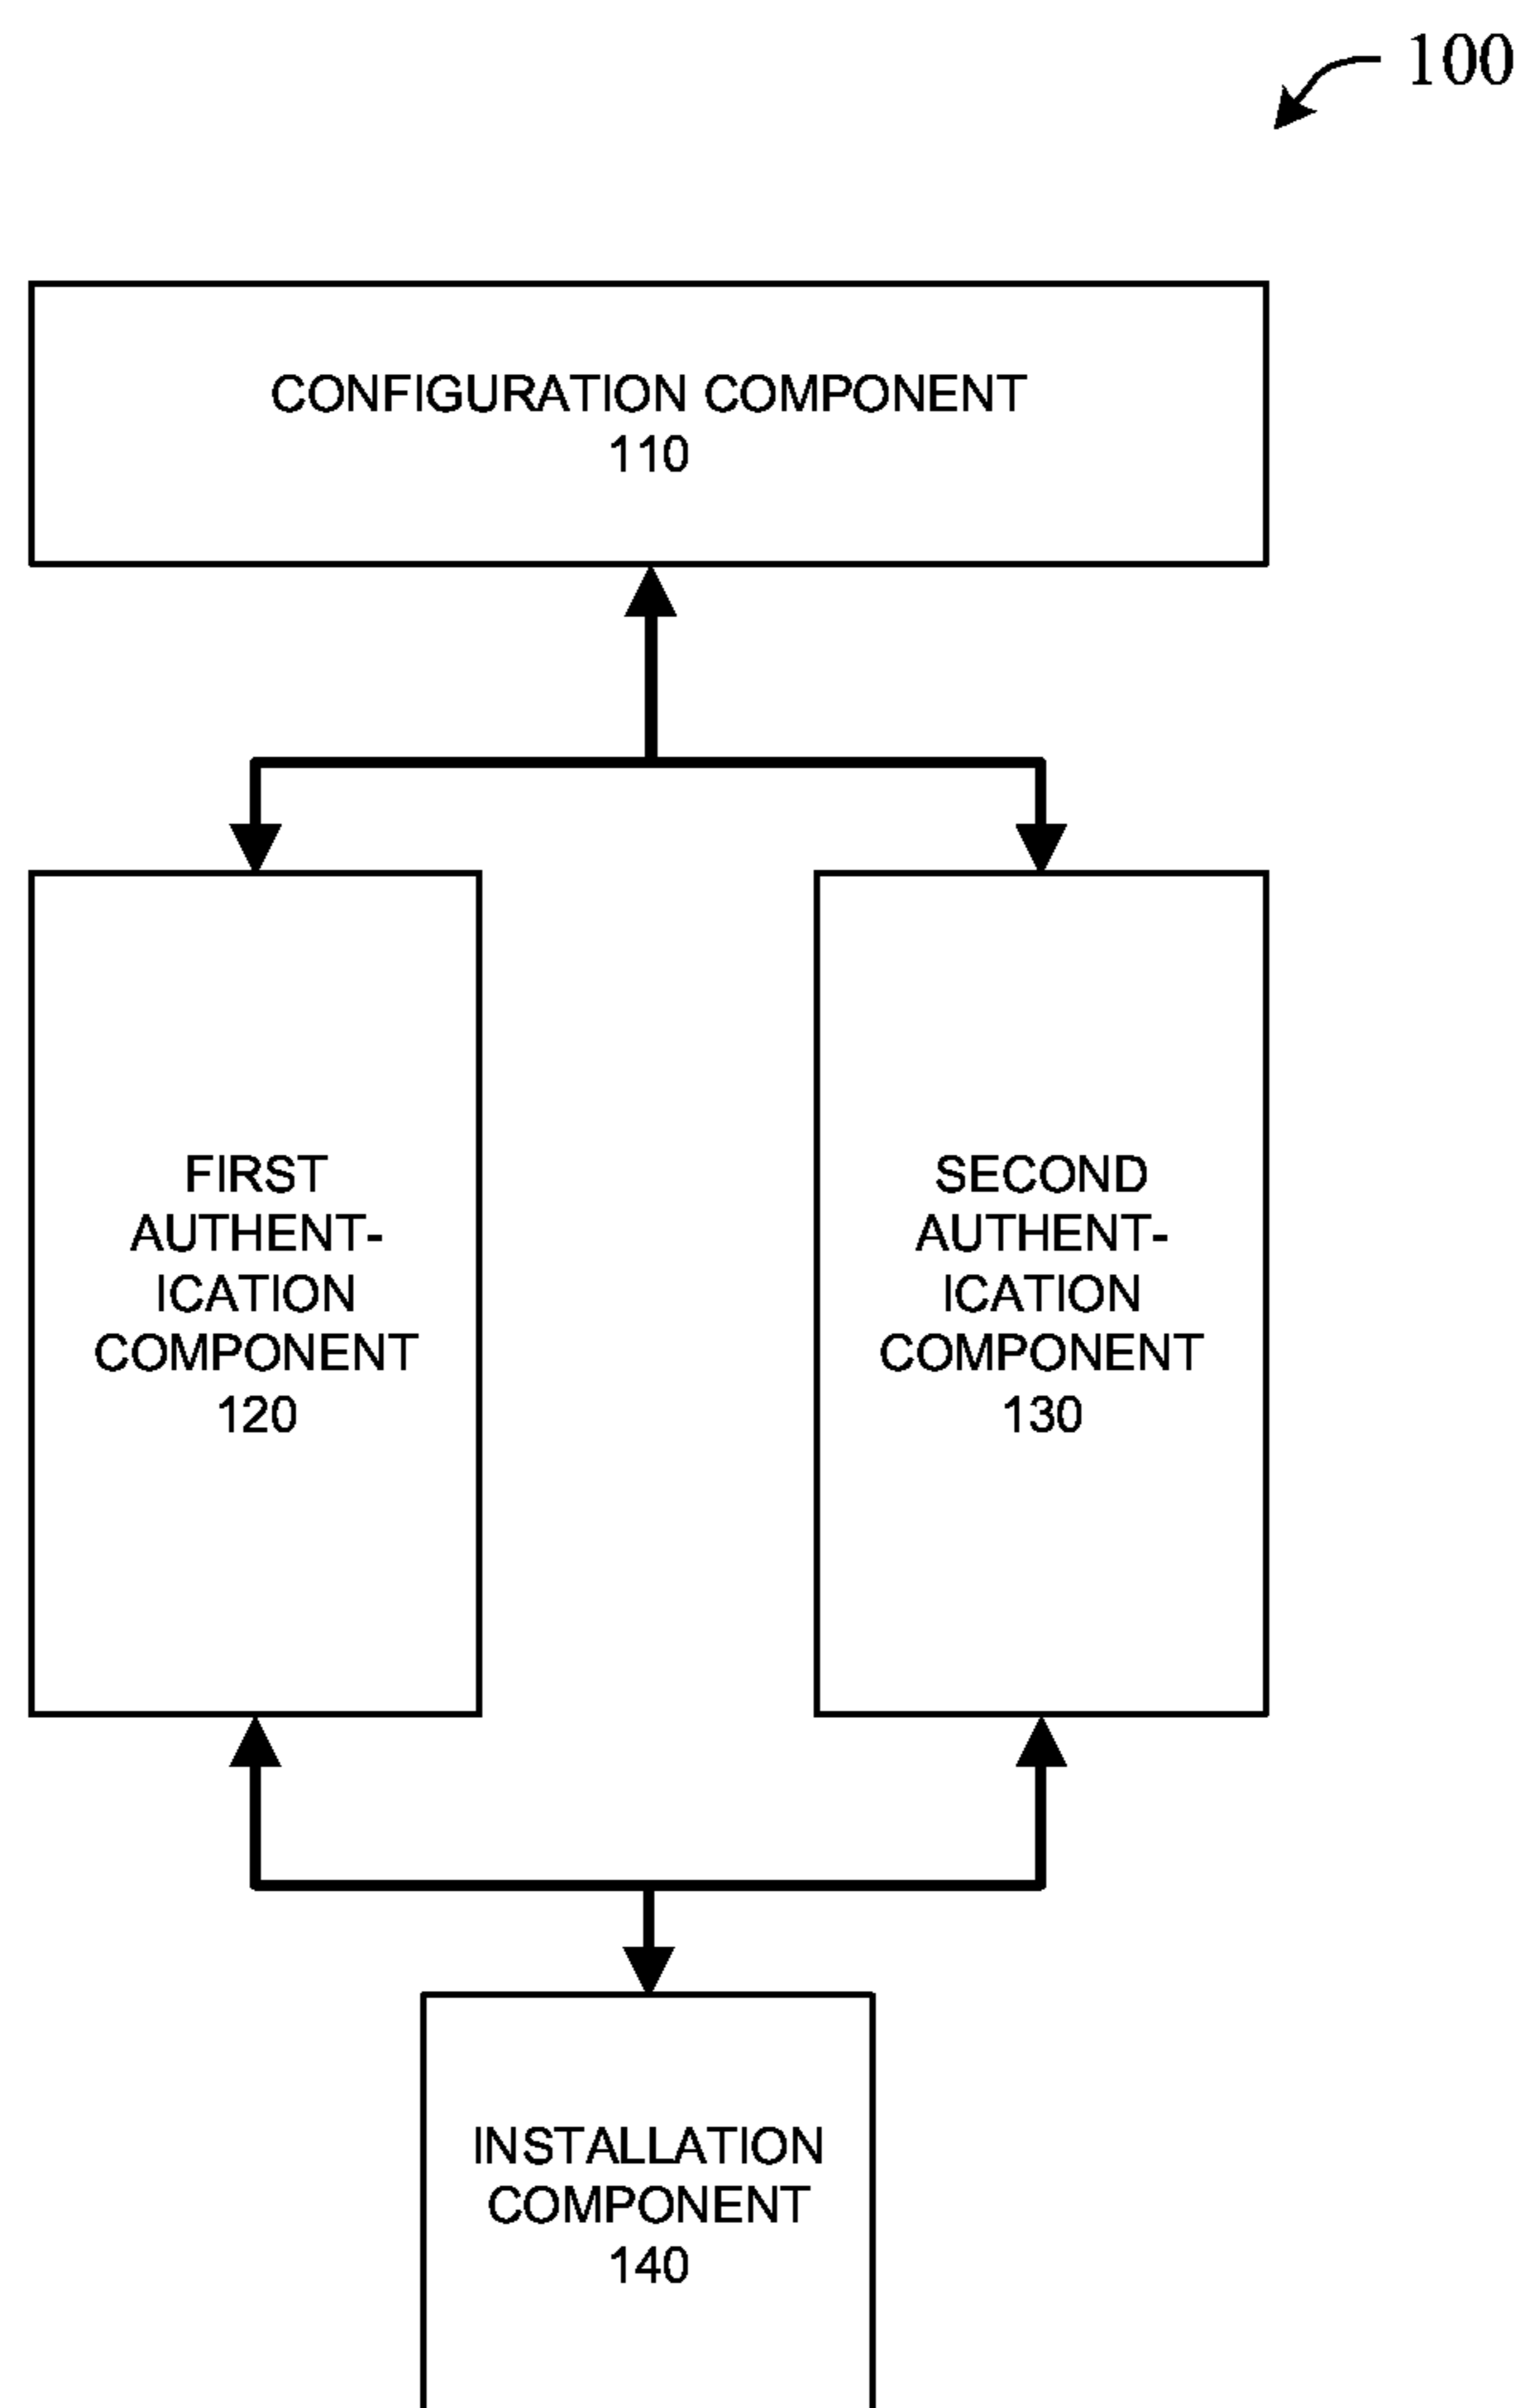 100
CONFIGURATION COMPONENT
110
FIRST
AUTHENT-
ICATION
COMPONENT
120
SECOND
AUTHENT-
ICATION
COMPONENT
130
INSTALLATION
COMPONENT
140